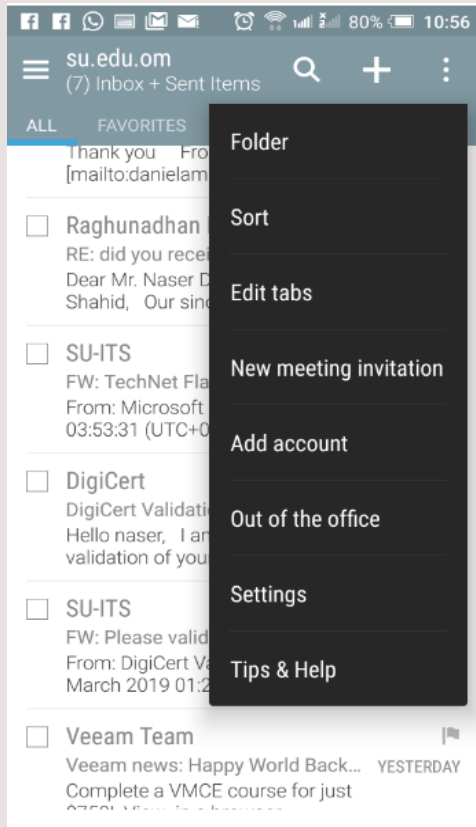 80% 10:56
su.edu.om
(7) Inbox + Sent Items
ALL FAVORITES
Thank you Fro
[mailto:danielam
Raghunadhan
RE: did you recei
Dear Mr. Naser D
Shahid, Our sinc
SU-ITS
FW: TechNet Fla
From: Microsoft
03:53:31 (UTC+0
DigiCert
DigiCert Validati
Hello naser, I an
validation of you
SU-ITS
FW: Please valid
From: DigiCert Va
March 2019 01:2
Veeam Team
Veeam news: Happy World Back... YESTERDAY
Complete a VMCE course for just
Folder
Sort
Edit tabs
New meeting invitation
Add account
Out of the office
Settings
Tips & Help